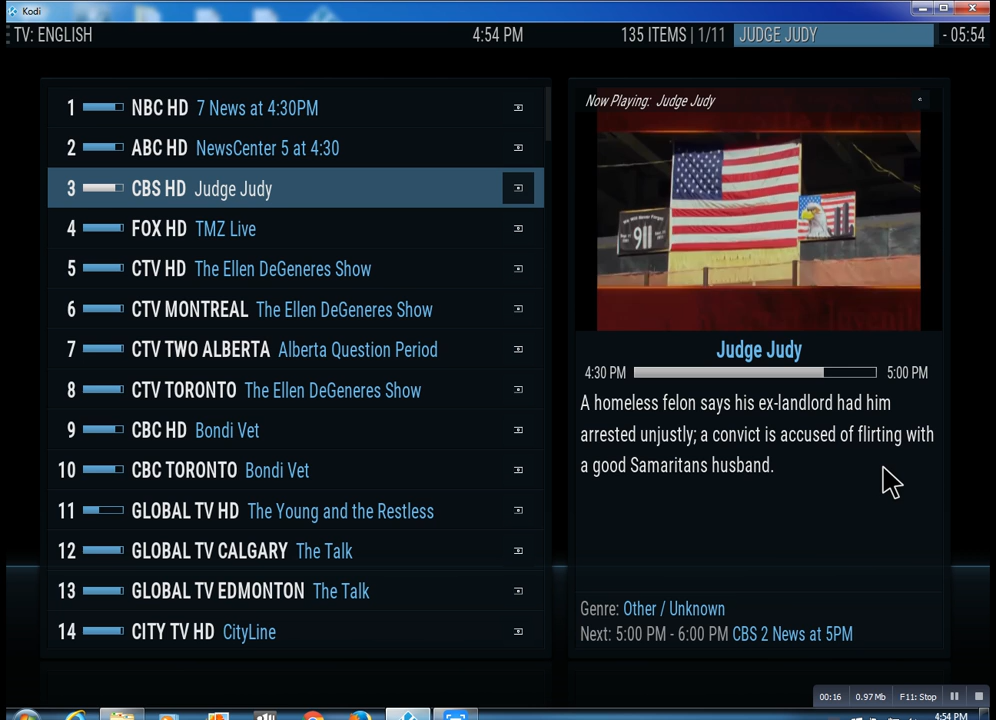 Kodi
TV: ENGLISH
4:54 PM
135 ITEMS | 1/11
JUDGE JUDY
- 05:54
1 NBC HD 7 News at 4:30PM
2 ABC HD NewsCenter 5 at 4:30
3 CBS HD Judge Judy
4 FOX HD TMZ Live
5 CTV HD The Ellen DeGeneres Show
6 CTV MONTREAL The Ellen DeGeneres Show
7 CTV TWO ALBERTA Alberta Question Period
8 CTV TORONTO The Ellen DeGeneres Show
9 CBC HD Bondi Vet
10 CBC TORONTO Bondi Vet
11 GLOBAL TV HD The Young and the Restless
12 GLOBAL TV CALGARY The Talk
13 GLOBAL TV EDMONTON The Talk
14 CITY TV HD CityLine
Now Playing: Judge Judy
We Will Never Forget
911
Judge Judy
4:30 PM 5:00 PM
A homeless felon says his ex-landlord had him
arrested unjustly; a convict is accused of flirting with
a good Samaritans husband.
Genre: Other / Unknown
Next: 5:00 PM - 6:00 PM CBS 2 News at 5PM
00:16 0.97 Mb F11: Stop
4:54 PM